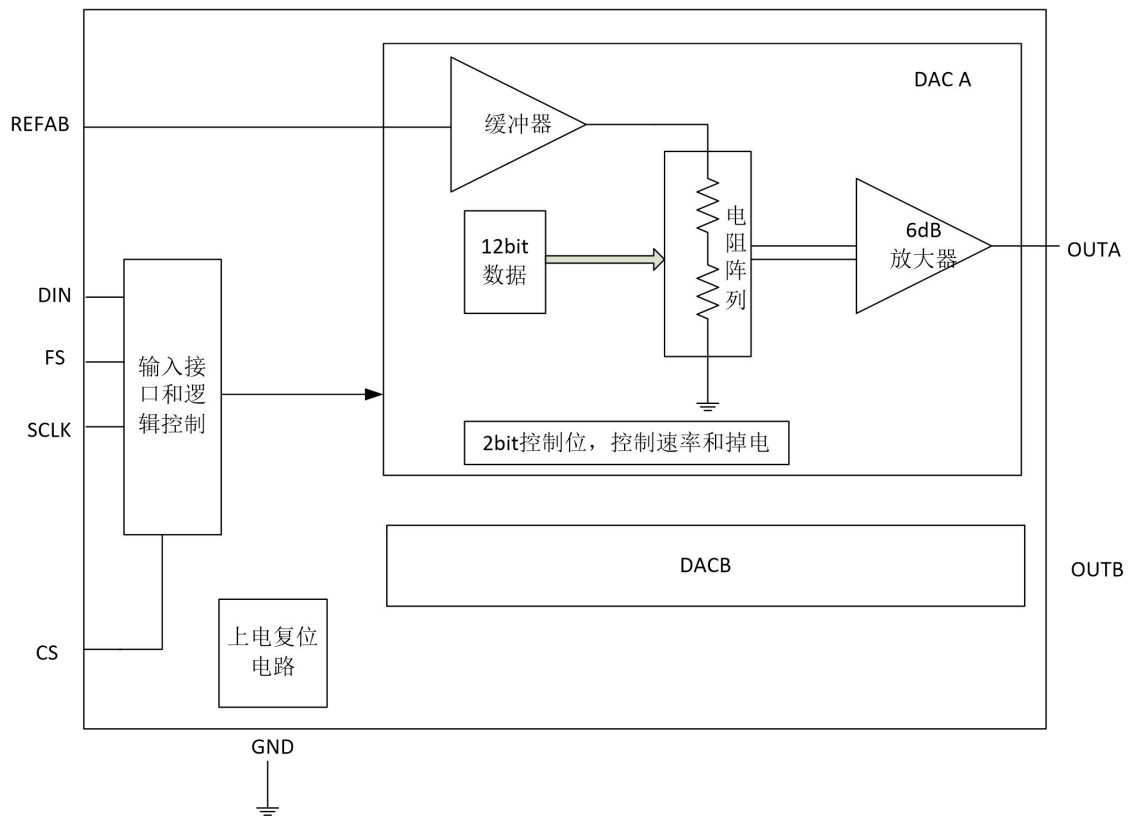 DAC A
REFAB
缓冲器
12bit
数据
电
阻
阵
列
6dB
放大器
OUTA
DIN
FS
SCLK
输入接
口和逻
辑控制
2bit控制位，控制速率和掉电
DACB
OUTB
CS
上电复位
电路
GND